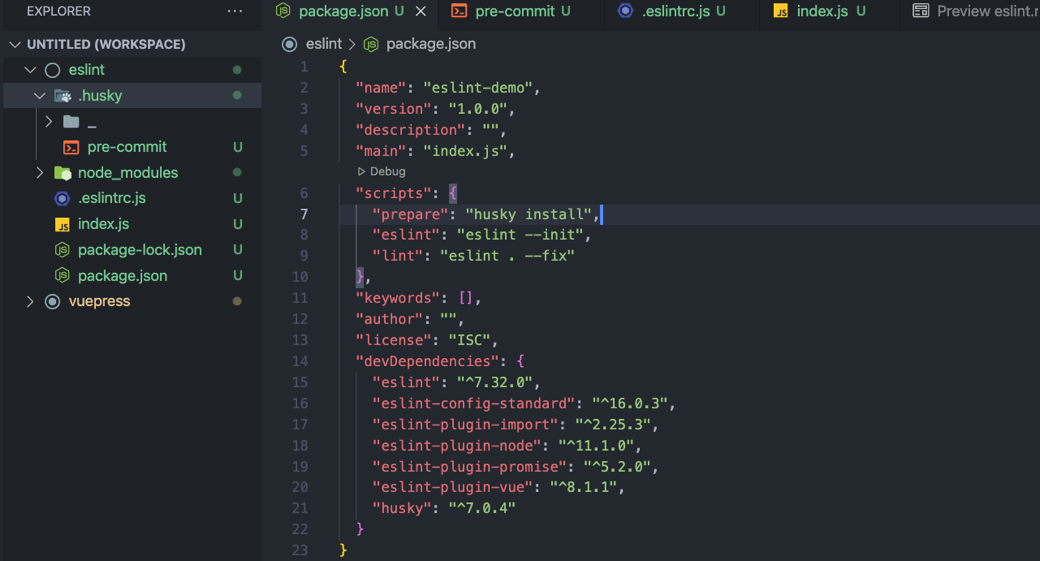 EXPLORER ···
package.json U
pre-commit U
.eslintrc.js U
index.js U
Preview eslint.r
UNTITLED (WORKSPACE)
eslint
.husky
_
pre-commit U
node_modules
.eslintrc.js U
index.js U
package-lock.json U
package.json U
vuepress
eslint > package.json
1 {
2 "name": "eslint-demo",
3 "version": "1.0.0",
4 "description": "",
5 "main": "index.js",
Debug
6 "scripts": {
7 "prepare": "husky install",
8 "eslint": "eslint --init",
9 "lint": "eslint . --fix"
10 },
11 "keywords": [],
12 "author": "",
13 "license": "ISC",
14 "devDependencies": {
15 "eslint": "^7.32.0",
16 "eslint-config-standard": "^16.0.3",
17 "eslint-plugin-import": "^2.25.3",
18 "eslint-plugin-node": "^11.1.0",
19 "eslint-plugin-promise": "^5.2.0",
20 "eslint-plugin-vue": "^8.1.1",
21 "husky": "^7.0.4"
22 }
23 }